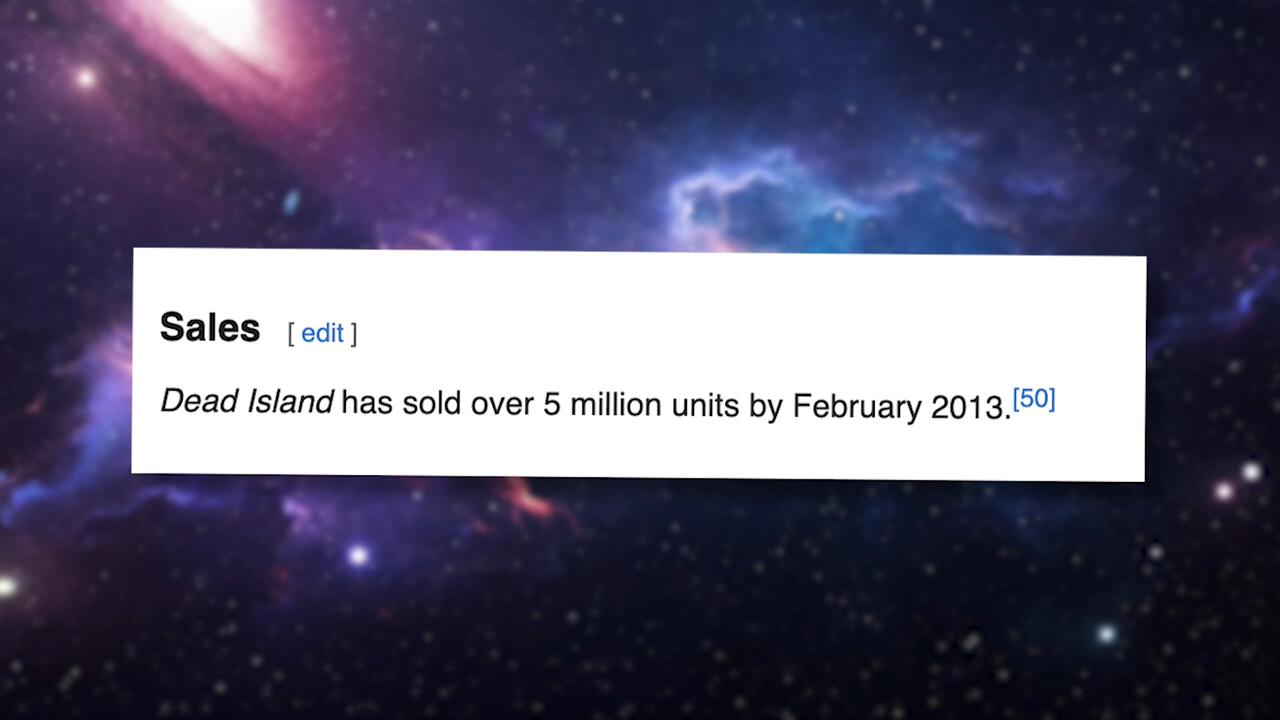 Sales [ edit ]
Dead Island has sold over 5 million units by February 2013.[50]